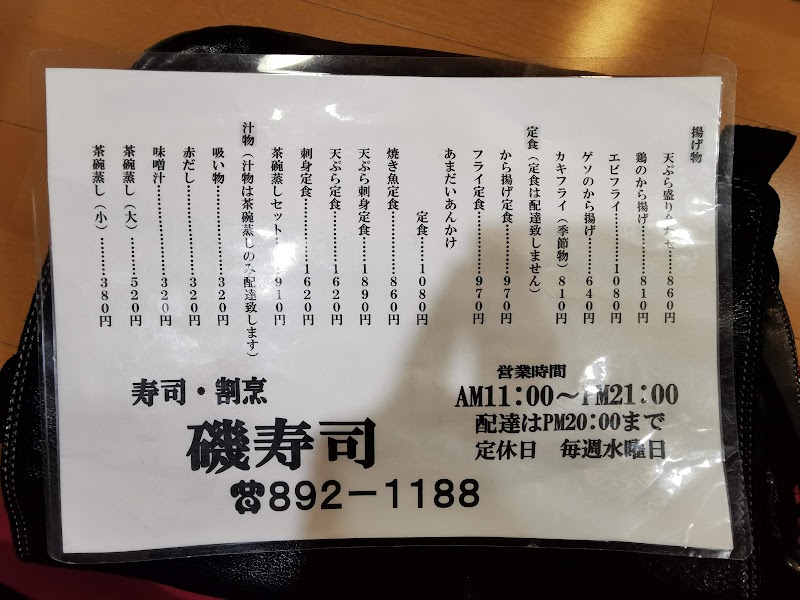 揚げ物
天ぷら盛り合わせ……860円
鶏のから揚げ……810円
エビフライ……1080円
ゲソのから揚げ……640円
カキフライ（季節物）810円
定食（定食は配達致しません）
から揚げ定食………970円
フライ定食…………970円
あまだいあんかけ
定食……1080円
焼き魚定食…………860円
天ぷら刺身定食…1890円
天ぷら定食………1620円
刺身定食…………1620円
茶碗蒸しセット…910円
汁物（汁物は茶碗蒸しのみ配達致します）
吸い物…………320円
赤だし…………320円
味噌汁…………320円
茶碗蒸し（大）……520円
茶碗蒸し（小）……380円
営業時間
AM11:00～PM21:00
配達はPM20:00まで
定休日　毎週水曜日
寿司・割烹
磯寿司
☎892－1188